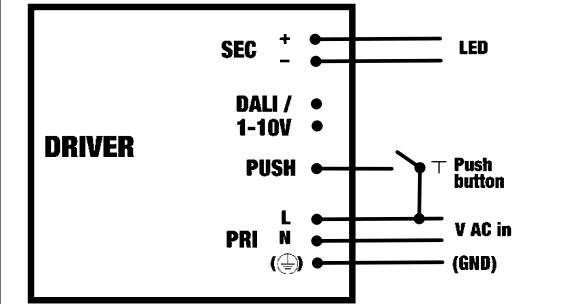 SEC + LED
−
DALI /
1-10V
DRIVER
PUSH
Push
button
L
PRI N V AC in
( ) (GND)